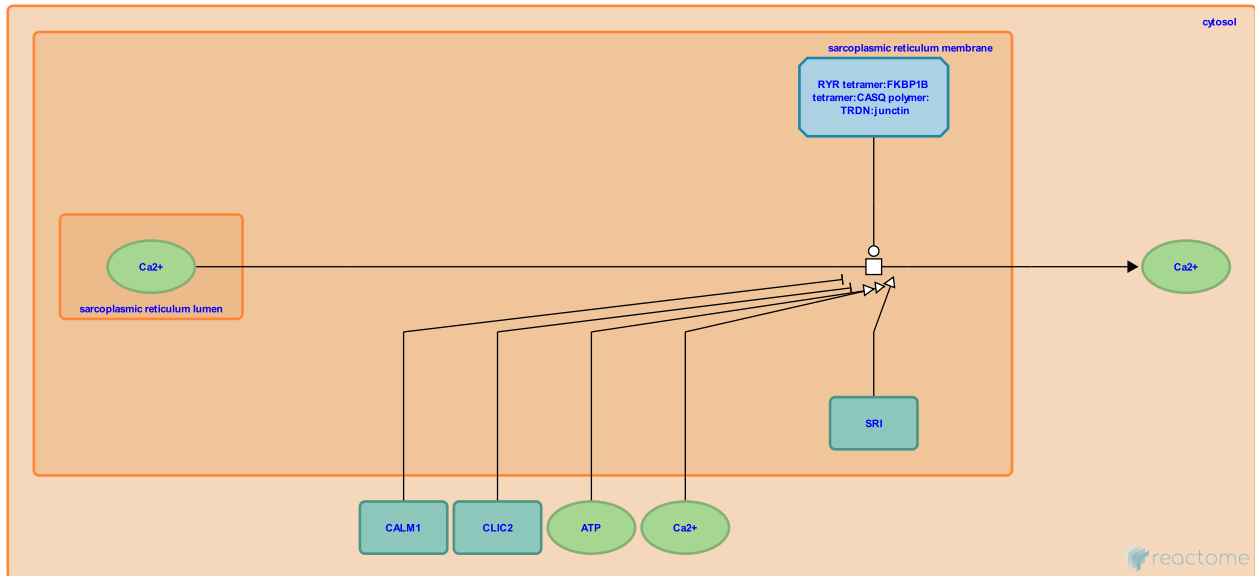 cytosol
sarcoplasmic reticulum membrane
RYR tetramer:FKBP1B
tetramer:CASQ polymer:
TRDN:junctin
Ca2+
Ca2+
sarcoplasmic reticulum lumen
SRI
CALM1
CLIC2
ATP
Ca2+
reactome